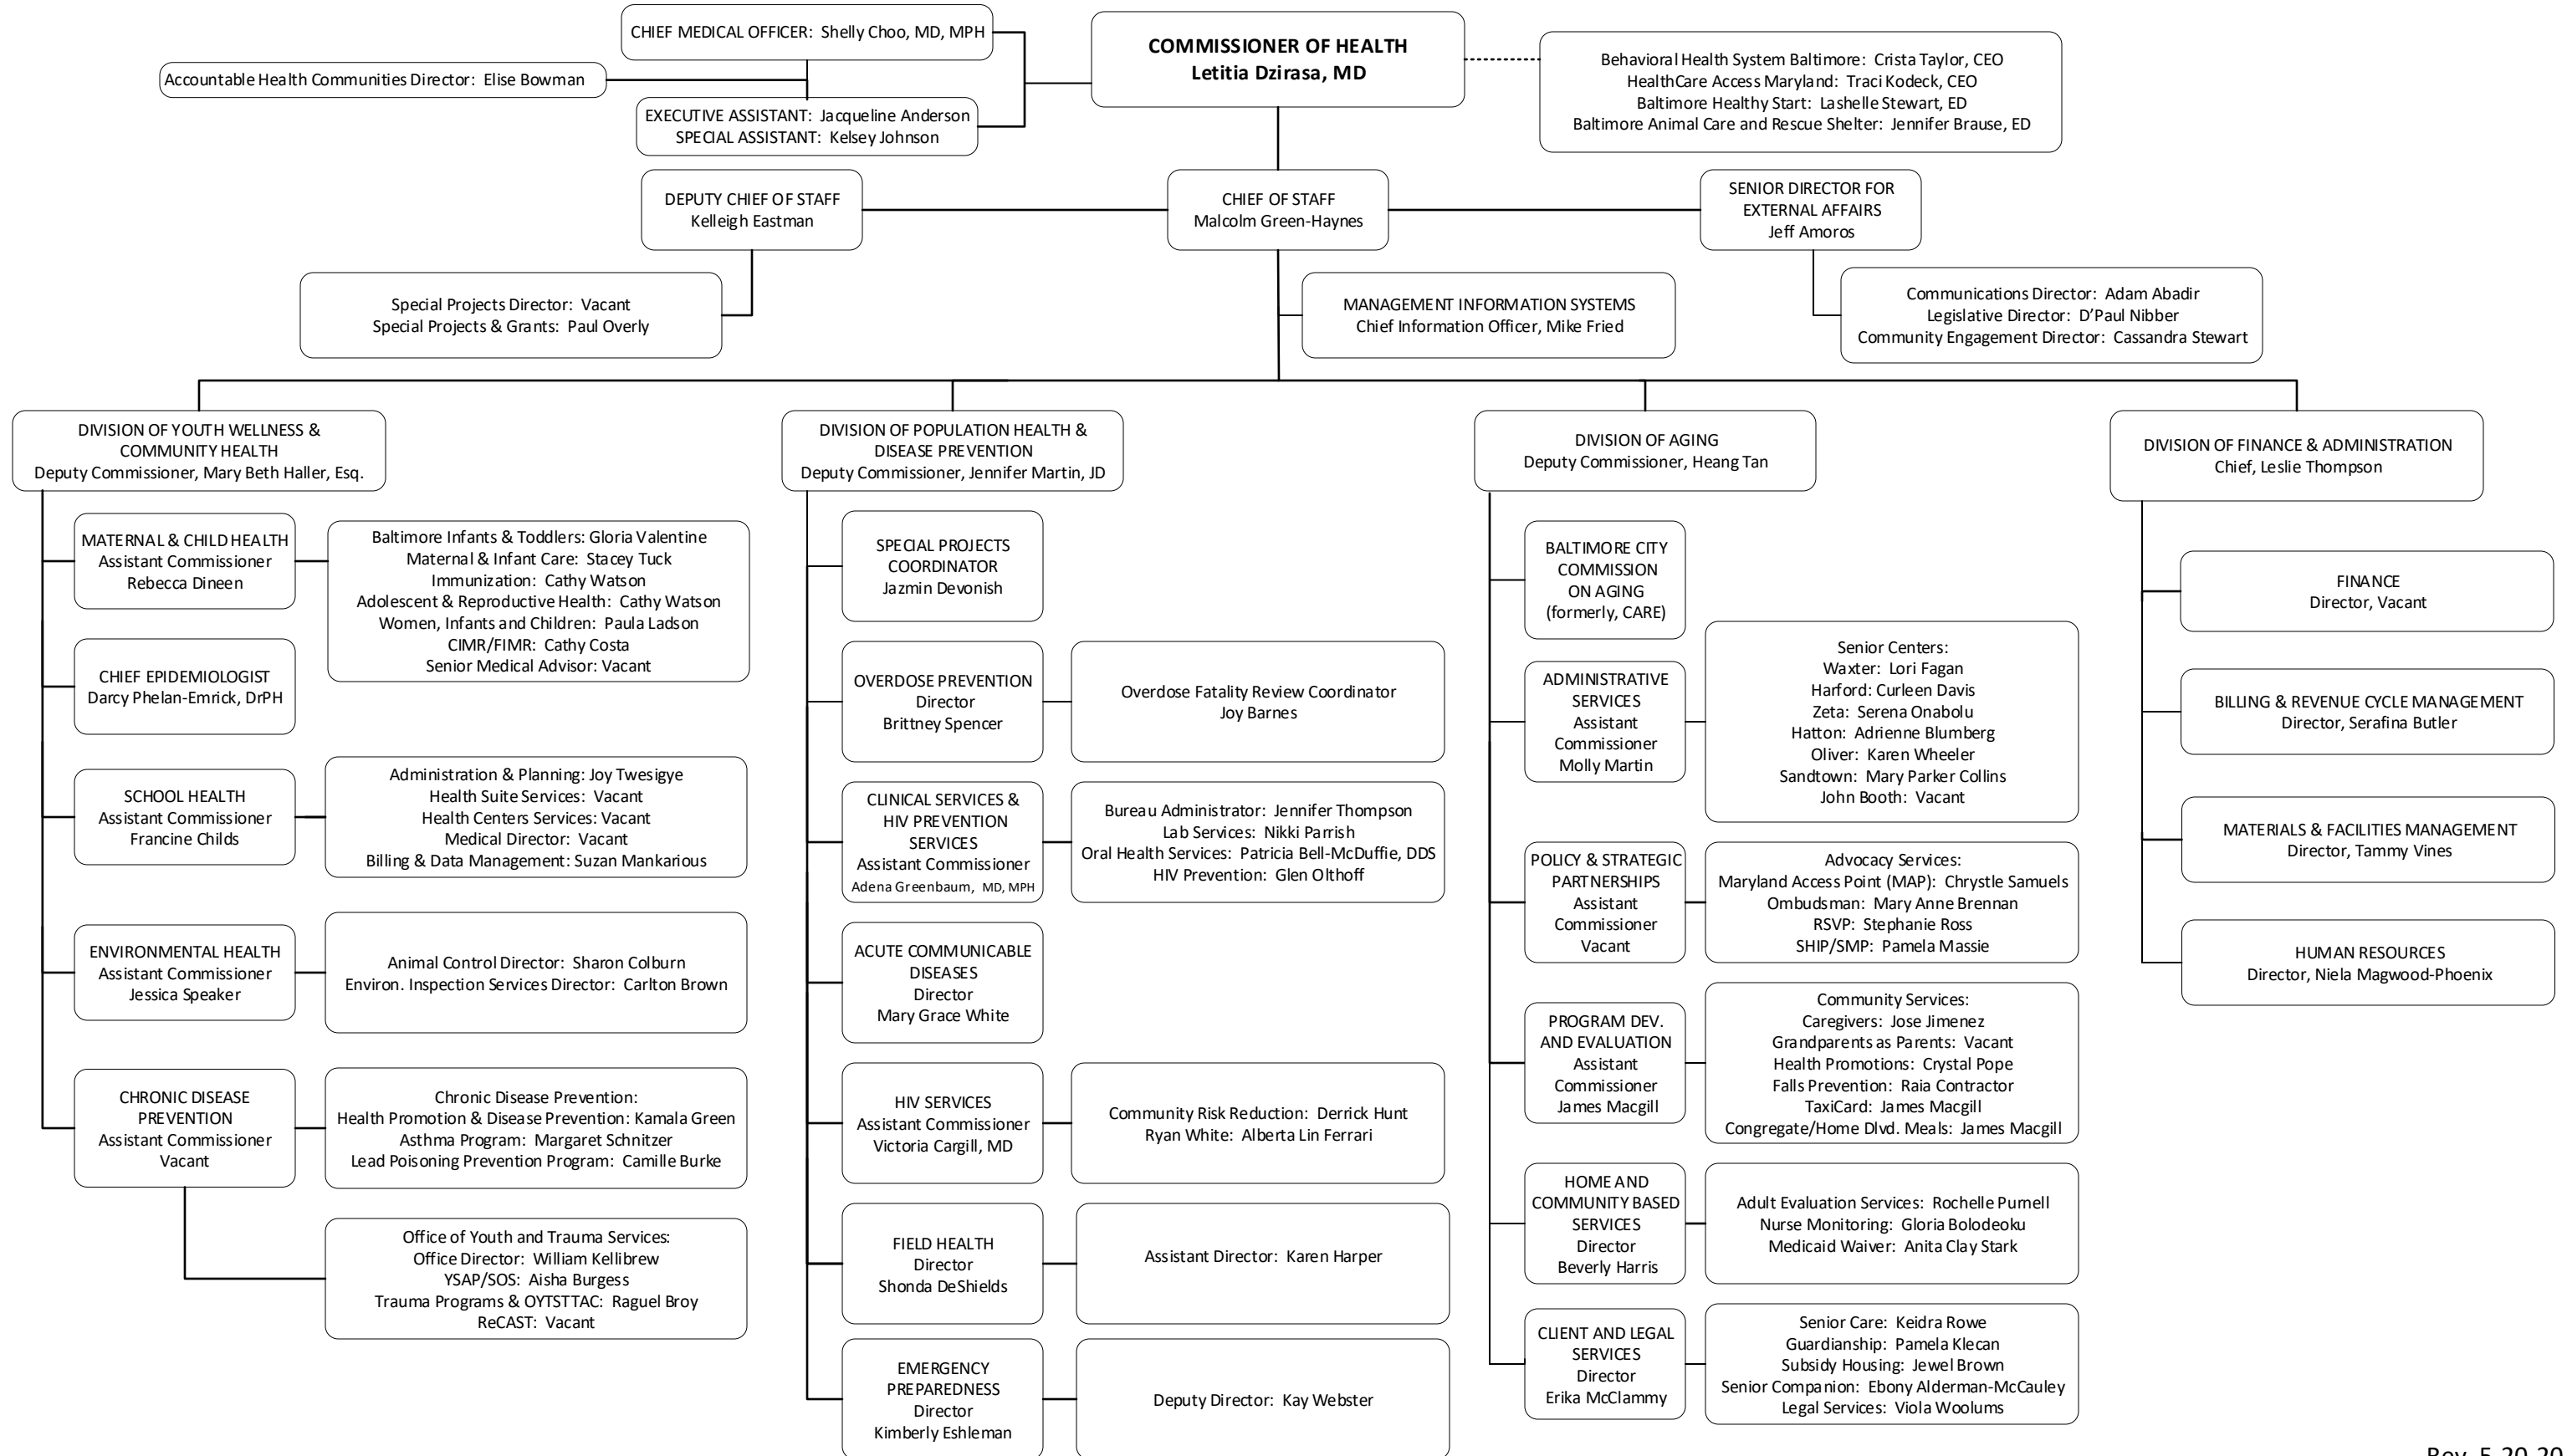 CHIEF MEDICAL OFFICER: Shelly Choo, MD, MPH
Accountable Health Communities Director: Elise Bowman
EXECUTIVE ASSISTANT: Jacqueline Anderson
SPECIAL ASSISTANT: Kelsey Johnson
COMMISSIONER OF HEALTH
Letitia Dzirasa, MD
Behavioral Health System Baltimore: Crista Taylor, CEO
HealthCare Access Maryland: Traci Kodeck, CEO
Baltimore Healthy Start: Lashelle Stewart, ED
Baltimore Animal Care and Rescue Shelter: Jennifer Brause, ED
DEPUTY CHIEF OF STAFF
Kelleigh Eastman
CHIEF OF STAFF
Malcolm Green-Haynes
SENIOR DIRECTOR FOR
EXTERNAL AFFAIRS
Jeff Amoros
Special Projects Director: Vacant
Special Projects & Grants: Paul Overly
MANAGEMENT INFORMATION SYSTEMS
Chief Information Officer, Mike Fried
Communications Director: Adam Abadir
Legislative Director: D’Paul Nibber
Community Engagement Director: Cassandra Stewart
DIVISION OF YOUTH WELLNESS &
COMMUNITY HEALTH
Deputy Commissioner, Mary Beth Haller, Esq.
MATERNAL & CHILD HEALTH
Assistant Commissioner
Rebecca Dineen
Baltimore Infants & Toddlers: Gloria Valentine
Maternal & Infant Care: Stacey Tuck
Immunization: Cathy Watson
Adolescent & Reproductive Health: Cathy Watson
Women, Infants and Children: Paula Ladson
CIMR/FIMR: Cathy Costa
Senior Medical Advisor: Vacant
CHIEF EPIDEMIOLOGIST
Darcy Phelan-Emrick, DrPH
SCHOOL HEALTH
Assistant Commissioner
Francine Childs
Administration & Planning: Joy Twesigye
Health Suite Services: Vacant
Health Centers Services: Vacant
Medical Director: Vacant
Billing & Data Management: Suzan Mankarious
ENVIRONMENTAL HEALTH
Assistant Commissioner
Jessica Speaker
Animal Control Director: Sharon Colburn
Environ. Inspection Services Director: Carlton Brown
CHRONIC DISEASE
PREVENTION
Assistant Commissioner
Vacant
Chronic Disease Prevention:
Health Promotion & Disease Prevention: Kamala Green
Asthma Program: Margaret Schnitzer
Lead Poisoning Prevention Program: Camille Burke
Office of Youth and Trauma Services:
Office Director: William Kellibrew
YSAP/SOS: Aisha Burgess
Trauma Programs & OYTSTTAC: Raguel Broy
ReCAST: Vacant
DIVISION OF POPULATION HEALTH &
DISEASE PREVENTION
Deputy Commissioner, Jennifer Martin, JD
SPECIAL PROJECTS
COORDINATOR
Jazmin Devonish
OVERDOSE PREVENTION
Director
Brittney Spencer
Overdose Fatality Review Coordinator
Joy Barnes
CLINICAL SERVICES &
HIV PREVENTION
SERVICES
Assistant Commissioner
Adena Greenbaum, MD, MPH
Bureau Administrator: Jennifer Thompson
Lab Services: Nikki Parrish
Oral Health Services: Patricia Bell-McDuffie, DDS
HIV Prevention: Glen Olthoff
ACUTE COMMUNICABLE
DISEASES
Director
Mary Grace White
HIV SERVICES
Assistant Commissioner
Victoria Cargill, MD
Community Risk Reduction: Derrick Hunt
Ryan White: Alberta Lin Ferrari
FIELD HEALTH
Director
Shonda DeShields
Assistant Director: Karen Harper
EMERGENCY
PREPAREDNESS
Director
Kimberly Eshleman
Deputy Director: Kay Webster
DIVISION OF AGING
Deputy Commissioner, Heang Tan
BALTIMORE CITY
COMMISSION
ON AGING
(formerly, CARE)
ADMINISTRATIVE
SERVICES
Assistant
Commissioner
Molly Martin
Senior Centers:
Waxter: Lori Fagan
Harford: Curleen Davis
Zeta: Serena Onabolu
Hatton: Adrienne Blumberg
Oliver: Karen Wheeler
Sandtown: Mary Parker Collins
John Booth: Vacant
POLICY & STRATEGIC
PARTNERSHIPS
Assistant
Commissioner
Vacant
Advocacy Services:
Maryland Access Point (MAP): Chrystle Samuels
Ombudsman: Mary Anne Brennan
RSVP: Stephanie Ross
SHIP/SMP: Pamela Massie
PROGRAM DEV.
AND EVALUATION
Assistant
Commissioner
James Macgill
Community Services:
Caregivers: Jose Jimenez
Grandparents as Parents: Vacant
Health Promotions: Crystal Pope
Falls Prevention: Raia Contractor
TaxiCard: James Macgill
Congregate/Home Dlvd. Meals: James Macgill
HOME AND
COMMUNITY BASED
SERVICES
Director
Beverly Harris
Adult Evaluation Services: Rochelle Purnell
Nurse Monitoring: Gloria Bolodeoku
Medicaid Waiver: Anita Clay Stark
CLIENT AND LEGAL
SERVICES
Director
Erika McClammy
Senior Care: Keidra Rowe
Guardianship: Pamela Klecan
Subsidy Housing: Jewel Brown
Senior Companion: Ebony Alderman-McCauley
Legal Services: Viola Woolums
DIVISION OF FINANCE & ADMINISTRATION
Chief, Leslie Thompson
FINANCE
Director, Vacant
BILLING & REVENUE CYCLE MANAGEMENT
Director, Serafina Butler
MATERIALS & FACILITIES MANAGEMENT
Director, Tammy Vines
HUMAN RESOURCES
Director, Niela Magwood-Phoenix
Rev. 5.20.20